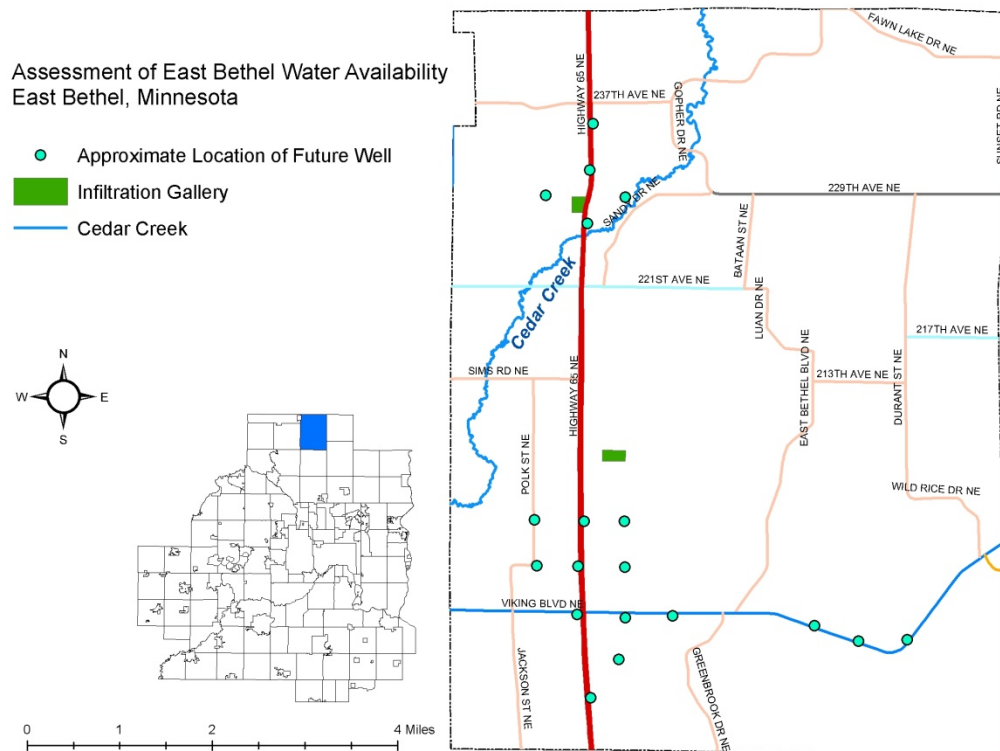 Assessment of East Bethel Water Availability
East Bethel, Minnesota
Approximate Location of Future Well
Infiltration Gallery
Cedar Creek
N
W
E
S
0
1
2
4 Miles
FAWN LAKE DR NE
HIGHWAY 65 NE
237TH AVE NE
GOPHER DR NE
SUNSET RD NE
229TH AVE NE
SANDY DR NE
BATAAN ST NE
Cedar Creek
221ST AVE NE
LUAN DR NE
217TH AVE NE
SIMS RD NE
HIGHWAY 65 NE
213TH AVE NE
EAST BETHEL BLVD NE
DURANT ST NE
POLK ST NE
WILD RICE DR NE
VIKING BLVD NE
JACKSON ST NE
GREENBROOK DR NE